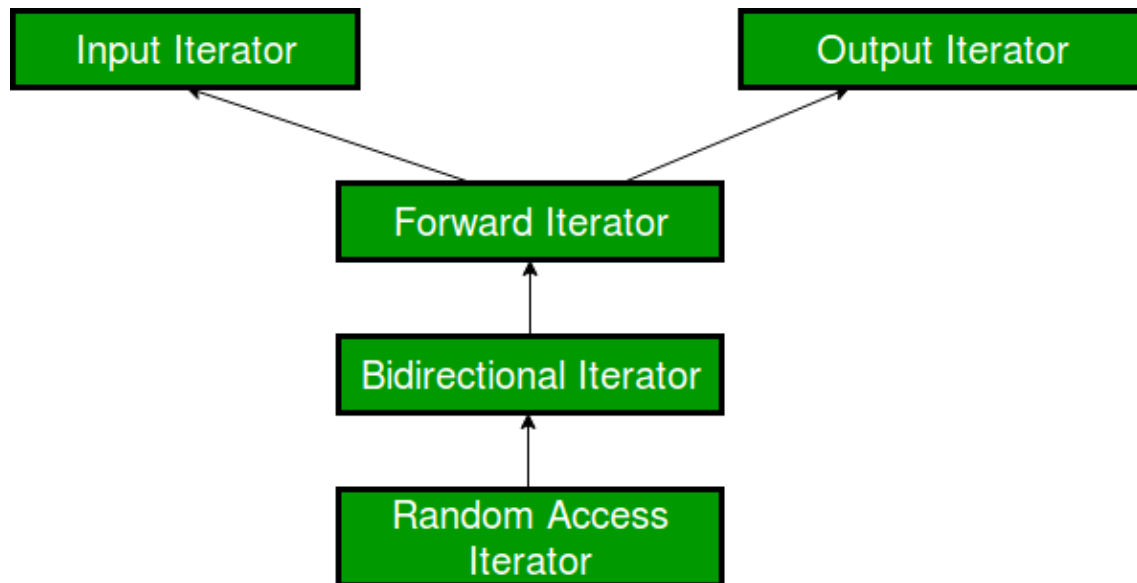 Input Iterator
Output Iterator
Forward Iterator
Bidirectional Iterator
Random Access
Iterator